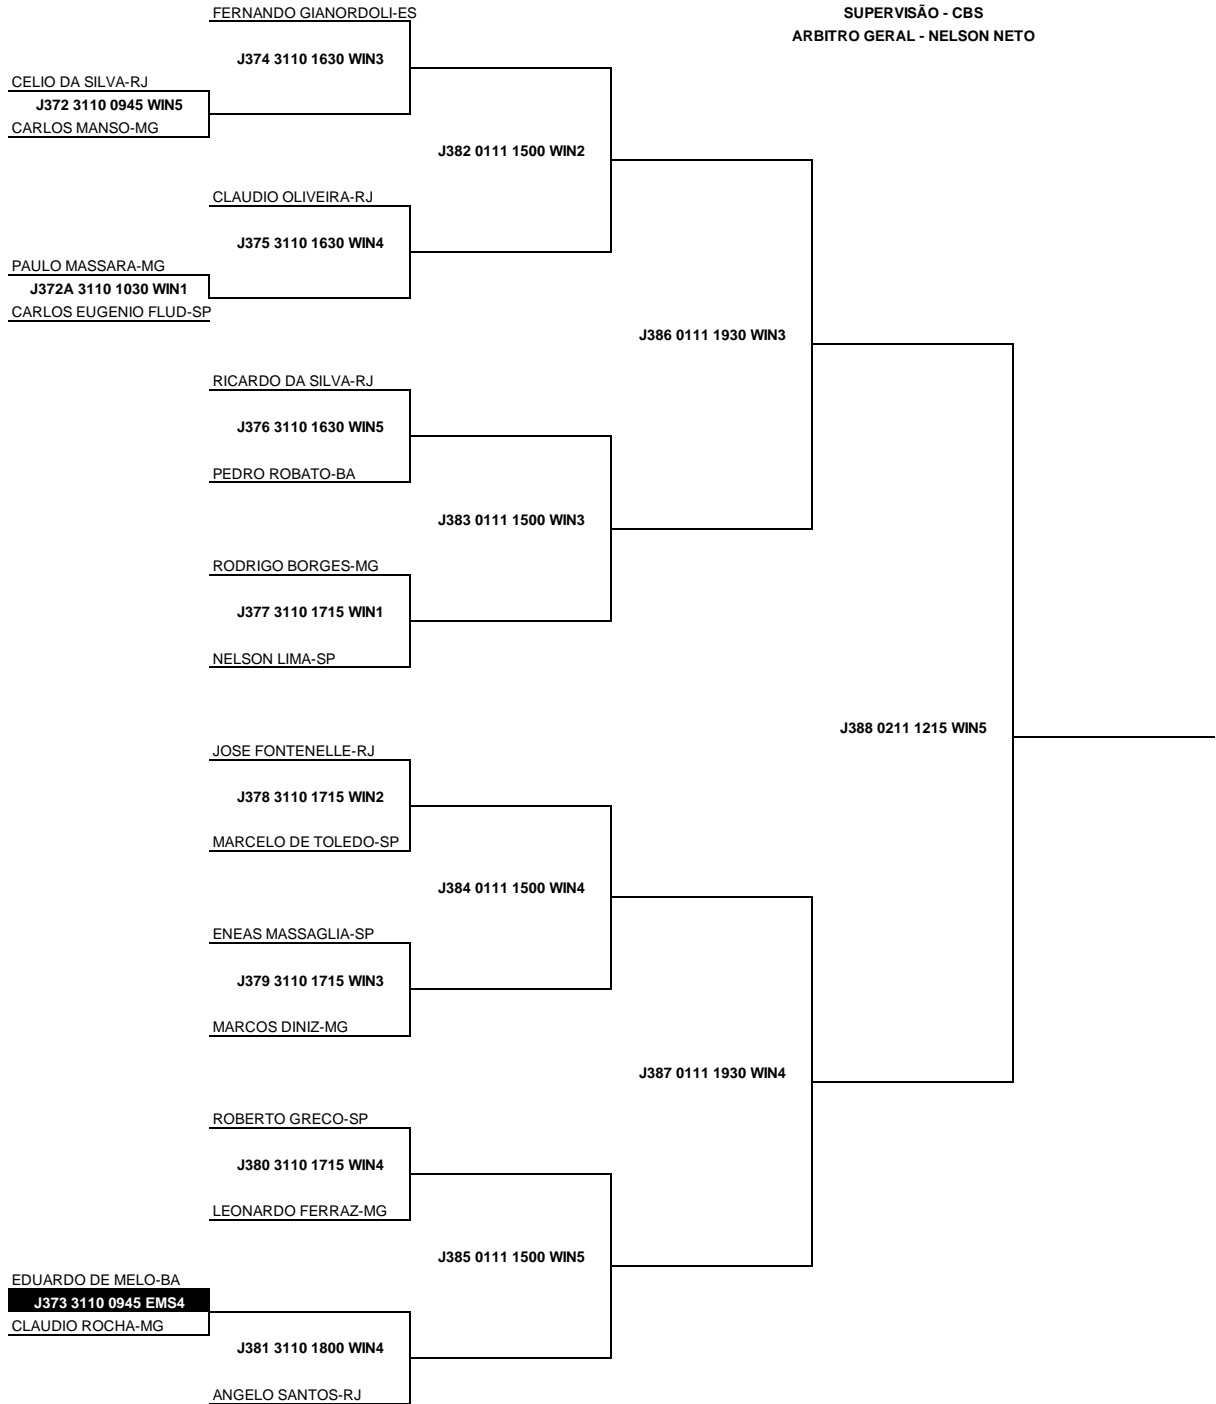 FERNANDO GIANORDOLI-ES
SUPERVISÃO - CBS
ARBITRO GERAL - NELSON NETO
J374 3110 1630 WIN3
CELIO DA SILVA-RJ
J372 3110 0945 WIN5
CARLOS MANSO-MG
J382 0111 1500 WIN2
CLAUDIO OLIVEIRA-RJ
J375 3110 1630 WIN4
PAULO MASSARA-MG
J372A 3110 1030 WIN1
CARLOS EUGENIO FLUD-SP
J386 0111 1930 WIN3
RICARDO DA SILVA-RJ
J376 3110 1630 WIN5
PEDRO ROBATO-BA
J383 0111 1500 WIN3
RODRIGO BORGES-MG
J377 3110 1715 WIN1
NELSON LIMA-SP
J388 0211 1215 WIN5
JOSE FONTENELLE-RJ
J378 3110 1715 WIN2
MARCELO DE TOLEDO-SP
J384 0111 1500 WIN4
ENEAS MASSAGLIA-SP
J379 3110 1715 WIN3
MARCOS DINIZ-MG
J387 0111 1930 WIN4
ROBERTO GRECO-SP
J380 3110 1715 WIN4
LEONARDO FERRAZ-MG
J385 0111 1500 WIN5
EDUARDO DE MELO-BA
J373 3110 0945 EMS4
CLAUDIO ROCHA-MG
J381 3110 1800 WIN4
ANGELO SANTOS-RJ